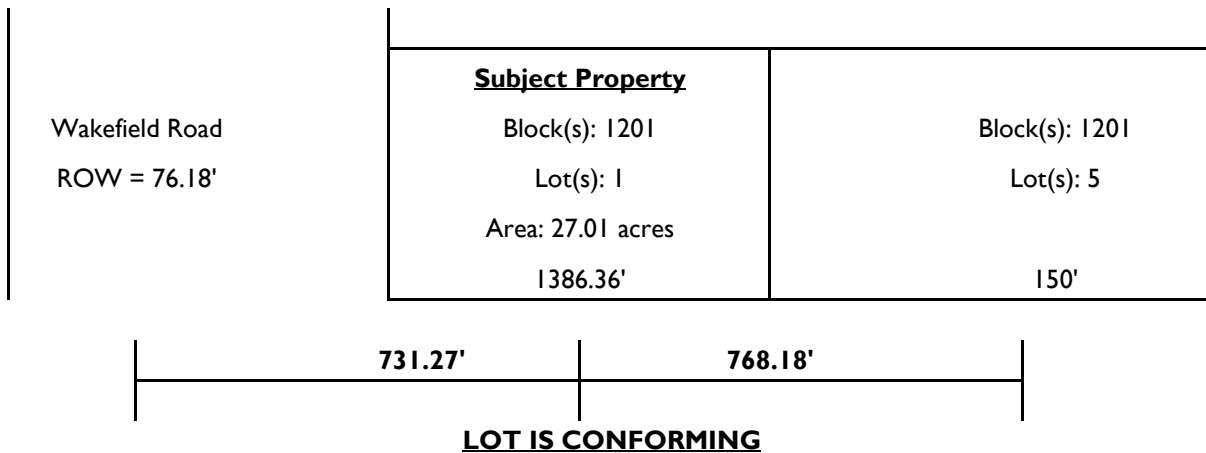 Subject Property
Wakefield Road Block(s): 1201 Block(s): 1201
ROW = 76.18' Lot(s): 1 Lot(s): 5
Area: 27.01 acres
1386.36' 150'
731.27' 768.18'
LOT IS CONFORMING